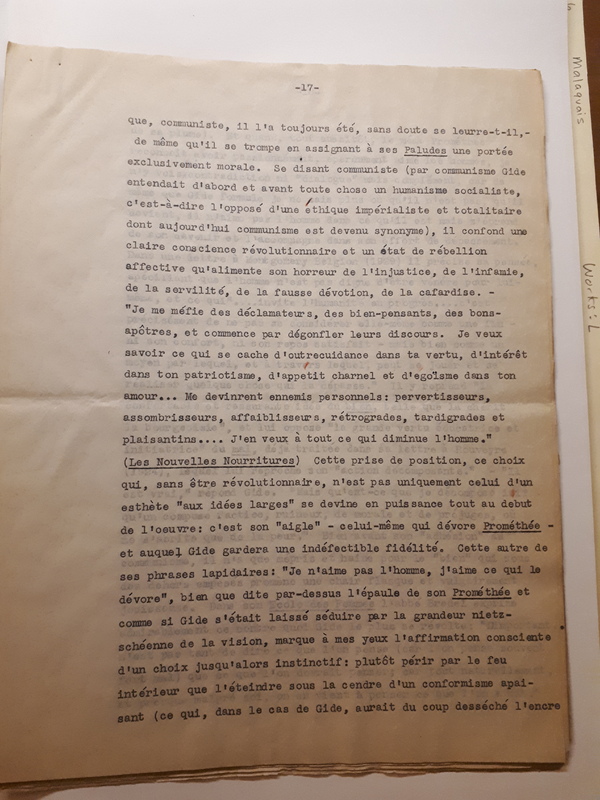 -17-
que, communiste, il l'a toujours été, sans doute se leurre-t-il,-
de même qu'il se trompe en assignant à ses Paludes une portée
exclusivement morale. Se disant communiste (par communisme Gide
entendait d'abord et avant toute chose un humanisme socialiste,
c'est-à-dire l'opposé d'une éthique impérialiste et totalitaire
dont aujourd'hui communisme est devenu synonyme), il confond une
claire conscience révolutionnaire et un état de rébellion
affective qu'alimente son horreur de l'injustice, de l'infamie,
de la servilité, de la fausse dévotion, de la cafardise. -
"Je me méfie des déclamateurs, des bien-pensants, des bons-
apôtres, et commence par dégonfler leurs discours. Je veux
savoir ce qui se cache d'outrecuidance dans ta vertu, d'intérêt
dans ton patrictisme, d'appetit charnel et d'egoïsme dans ton
amour... Me devinrent ennemis personnels: pervertisseurs,
assombrisseurs, affaiblisseurs, rétrogrades, tardigrades et
plaisantins.... J'en veux à tout ce qui diminue l'homme."
(Les Nouvelles Nourritures) Cette prise de position, ce choix
qui, sans être révolutionnaire, n'est pas uniquement celui d'un
esthète "aux idées larges" se devine en puissance tout au debut
de l'oeuvre: c'est son "aigle" - celui-même qui dévore Prométhée -
et auquel Gide gardera une indéfectible fidélité. Cette autre de
ses phrases lapidaires: "Je n'aime pas l'homme, j'aime ce qui le
dévore", bien que dite par-dessus l'épaule de son Prométhée et
comme si Gide s'était laissé séduire par la grandeur nietz-
schéenne de la vision, marque à mes yeux l'affirmation consciente
d'un choix jusqu'alors instinctif: plutôt périr par le feu
intérieur que l'éteindre sous la cendre d'un conformisme apai-
sant (ce qui, dans le cas de Gide, aurait du coup desséché l'encre
Malaquais
Works: L